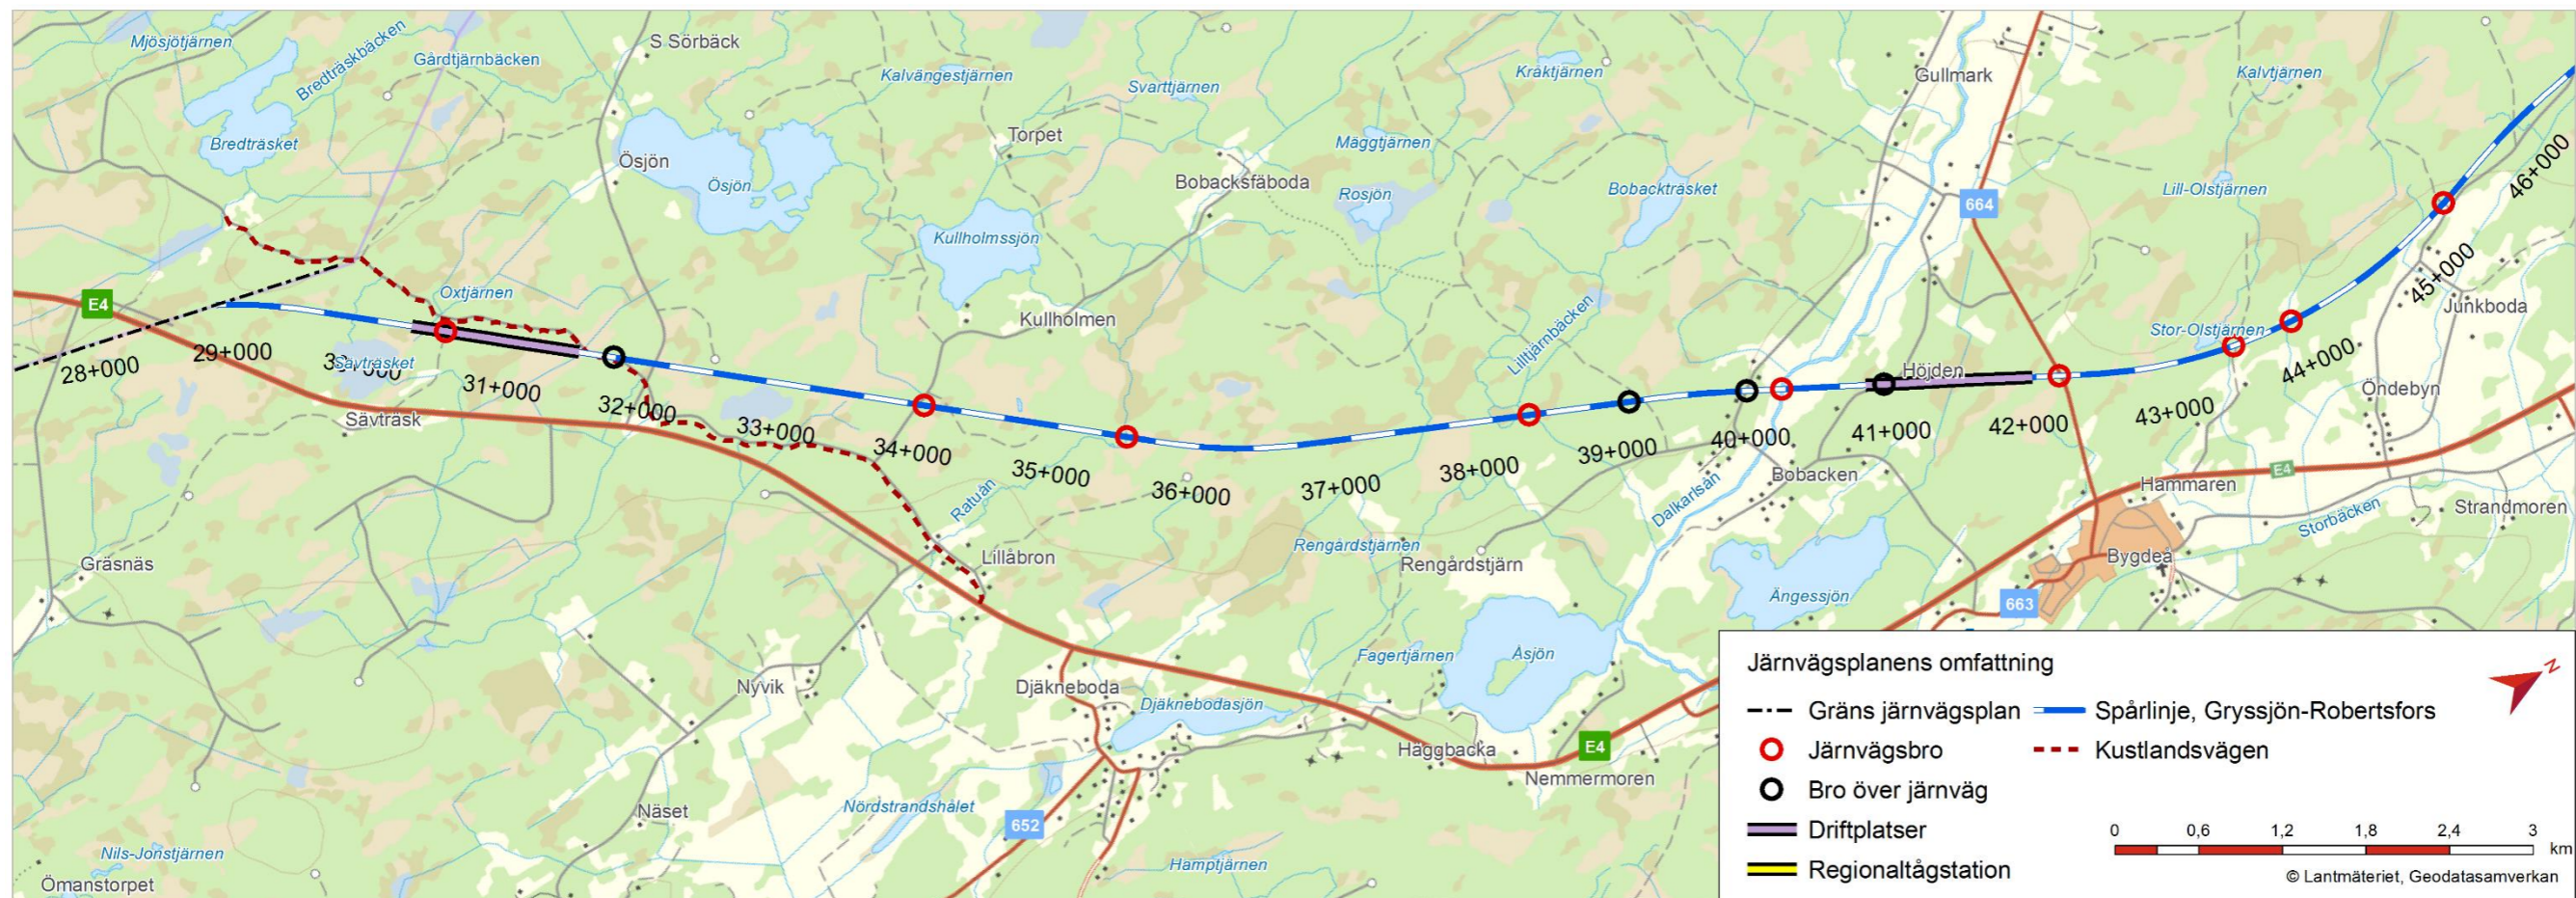 Mjösjötjärnen
Bredträskbäcken
Gårdtjärnbäcken
S Sörbäck
Kalvängestjärnen
Svarttjärnen
Kråktjärnen
Gullmark
Kalvtjärnen
Bredträsket
Ösjön
Ösjön
Torpet
Bobacksfäboda
Mäggtjärnen
Rosjön
Bobackträsket
664
Lill-Olstjärnen
46+000
Kullholmssjön
E4
Oxtjärnen
Kullholmen
Lilltjärnbäcken
Stor-Olstjärnen
45+000
Junkboda
28+000
29+000
Sävträsket
31+000
32+000
33+000
34+000
35+000
36+000
37+000
38+000
39+000
40+000
41+000
42+000
43+000
44+000
Höjden
Öndebyn
Sävträsk
Ratuån
Dalkarlsån
Bobacken
Hammaren
E4
Storbäcken
Strandmoren
Gräsnäs
Lillåbron
Rengårdstjärnen
Rengårdstjärn
Ängessjön
Bygdeå
663
Nyvik
Djäkneboda
Djäknebodasjön
Fagertjärnen
Åsjön
Häggbacka
E4
Nemmermoren
Näset
Nördstrandshålet
652
Hamptjärnen
Nils-Jonstjärnen
Ömanstorpet
Järnvägsplanens omfattning
N
Gräns järnvägsplan
Spårlinje, Gryssjön-Robertsfors
Järnvägsbro
Kustlandsvägen
Bro över järnväg
Driftplatser
Regionaltågstation
0 0,6 1,2 1,8 2,4 3
km
© Lantmäteriet, Geodatasamverkan